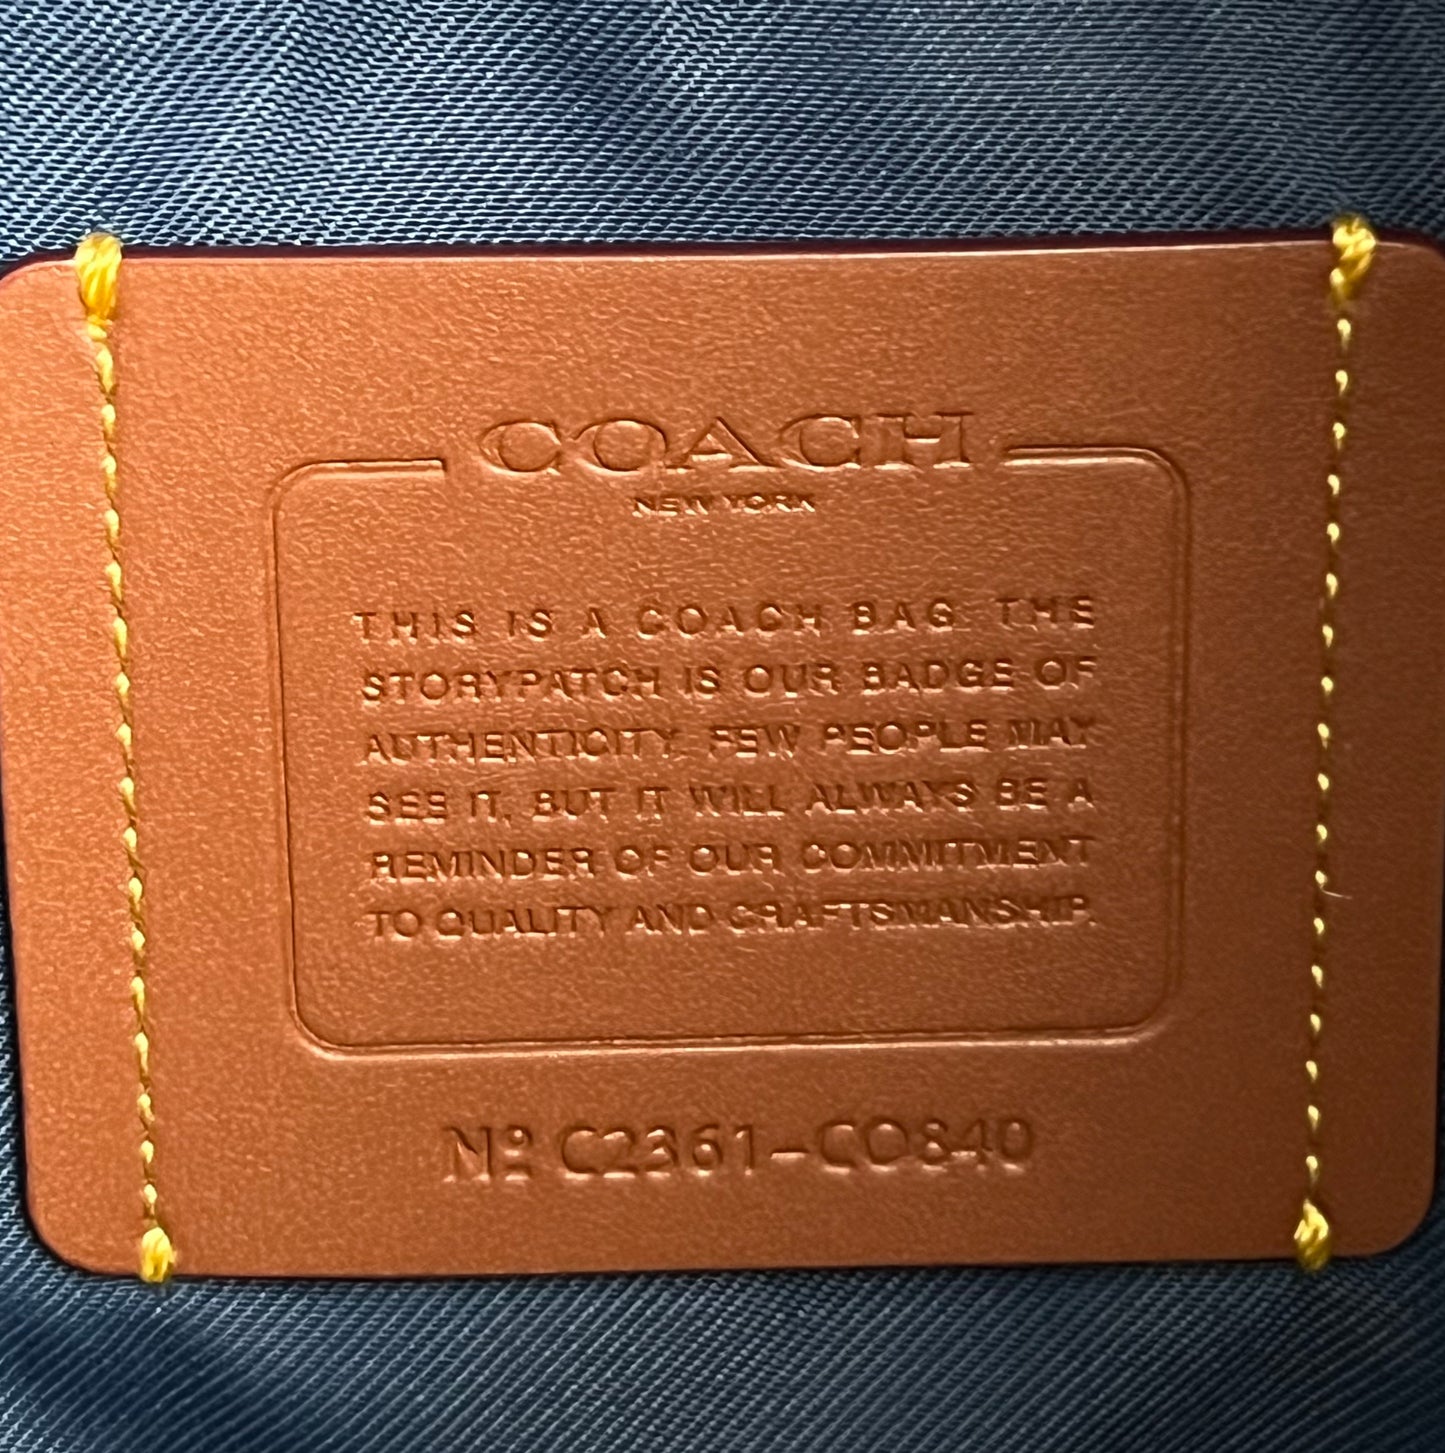 COACH
NEW YORK
THIS IS A COACH BAG. THE
STORYPATCH IS OUR BADGE OF
AUTHENTICITY. FEW PEOPLE MAY
SEE IT, BUT IT WILL ALWAYS BE A
REMINDER OF OUR COMMITMENT
TO QUALITY AND CRAFTSMANSHIP.
Nº C2361-CO840